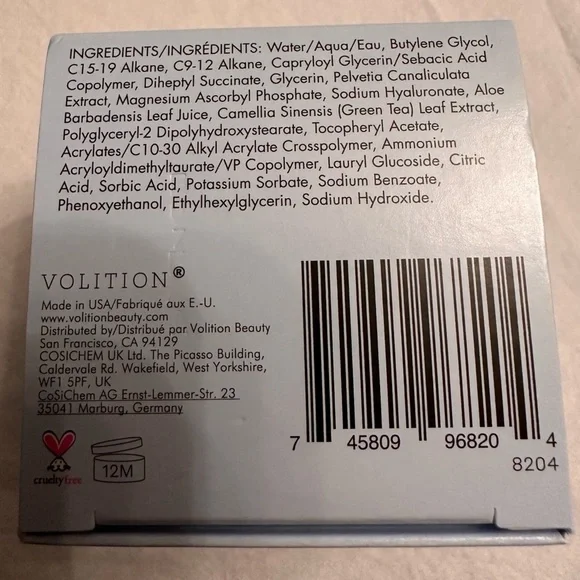 INGREDIENTS/INGRÉDIENTS: Water/Aqua/Eau, Butylene Glycol,
C15-19 Alkane, C9-12 Alkane, Capryloyl Glycerin/Sebacic Acid
Copolymer, Diheptyl Succinate, Glycerin, Pelvetia Canaliculata
Extract, Magnesium Ascorbyl Phosphate, Sodium Hyaluronate, Aloe
Barbadensis Leaf Juice, Camellia Sinensis (Green Tea) Leaf Extract,
Polyglyceryl-2 Dipolyhydroxystearate, Tocopheryl Acetate,
Acrylates/C10-30 Alkyl Acrylate Crosspolymer, Ammonium
Acryloyldimethyltaurate/VP Copolymer, Lauryl Glucoside, Citric
Acid, Sorbic Acid, Potassium Sorbate, Sodium Benzoate,
Phenoxyethanol, Ethylhexylglycerin, Sodium Hydroxide.
VOLITION®
Made in USA/Fabriqué aux E.-U.
www.volitionbeauty.com
Distributed by/Distribué par Volition Beauty
San Francisco, CA 94129
COSICHEM UK Ltd. The Picasso Building,
Caldervale Rd. Wakefield, West Yorkshire,
WF1 5PF, UK
CoSiChem AG Ernst-Lemmer-Str. 23
35041 Marburg, Germany
crueltyfree
12M
7 45809 96820 4
8204